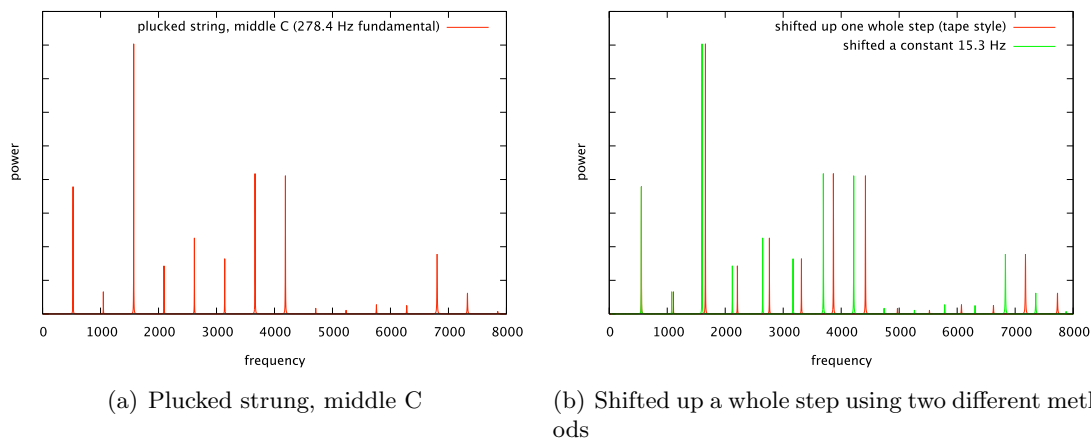 plucked string, middle C (278.4 Hz fundamental)
power
0 1000 2000 3000 4000 5000 6000 7000 8000
frequency
(a) Plucked strung, middle C
shifted up one whole step (tape style)
shifted a constant 15.3 Hz
power
0 1000 2000 3000 4000 5000 6000 7000 8000
frequency
(b) Shifted up a whole step using two different meth
ods